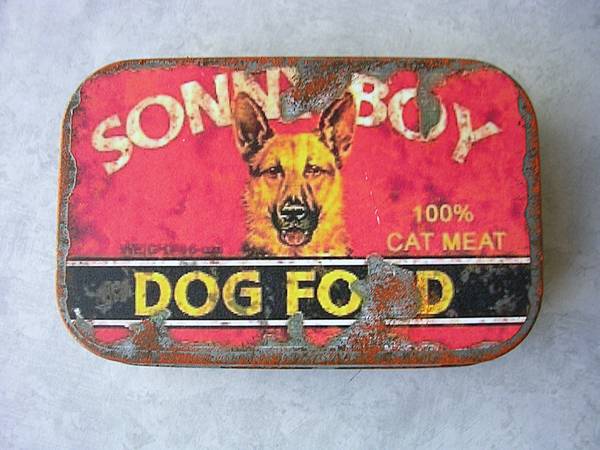 SONNY BOY
100%
CAT MEAT
DOG FOOD